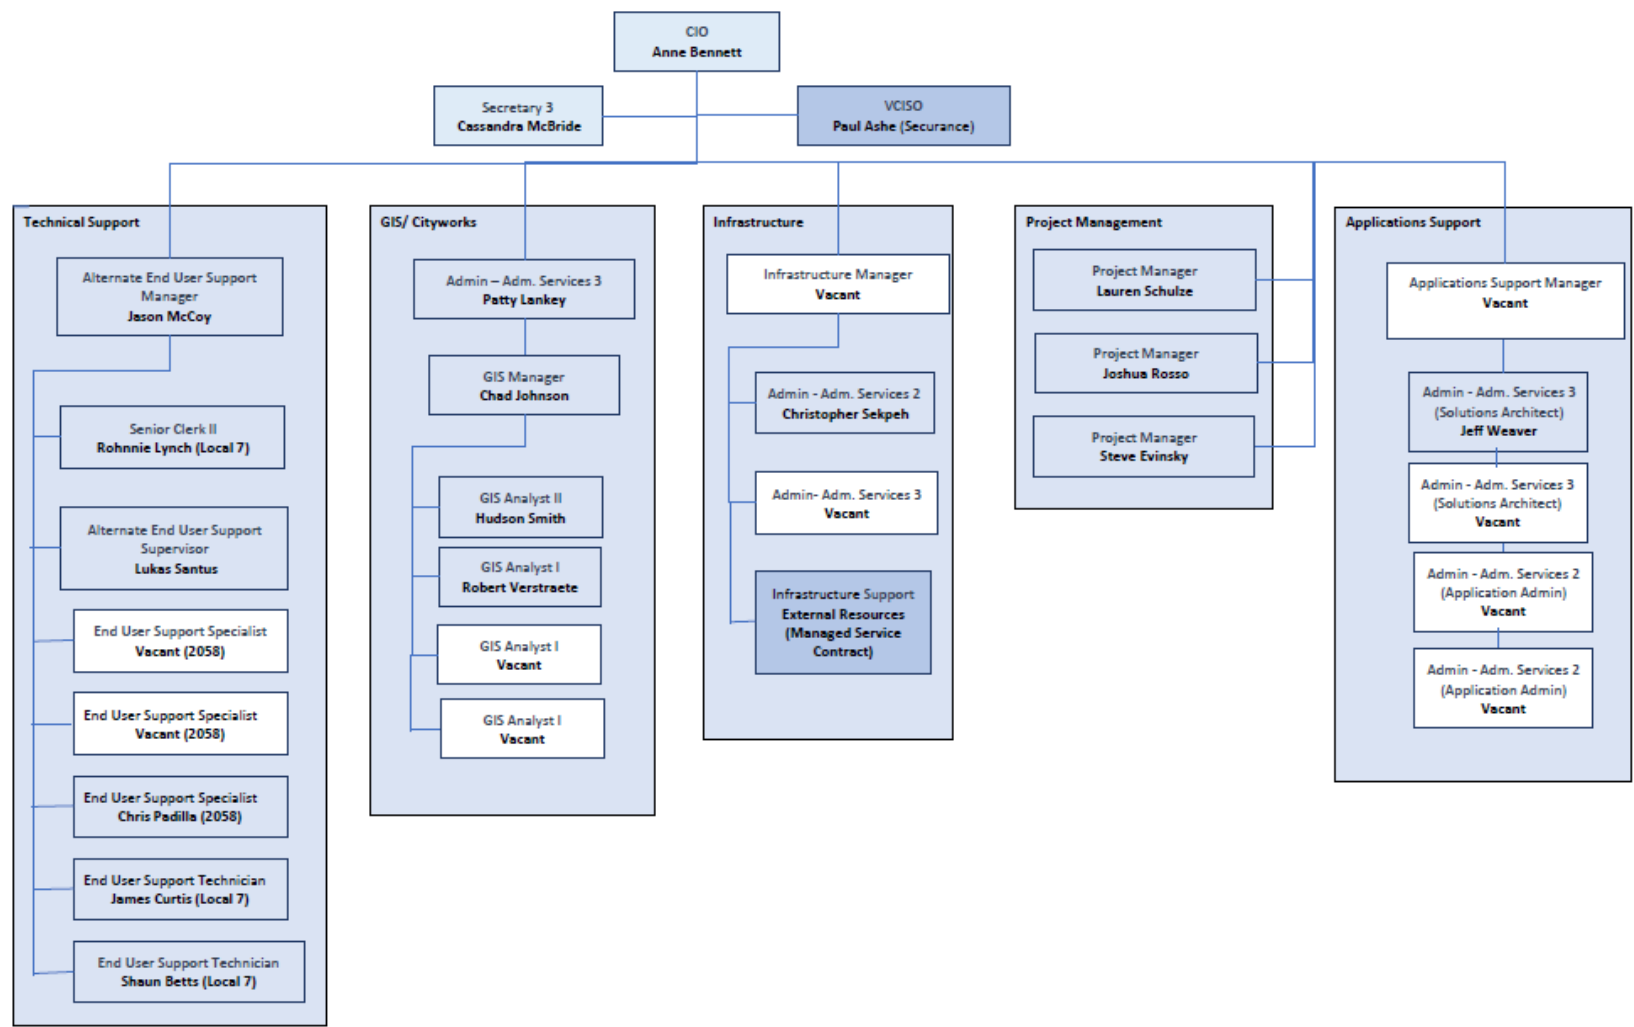 CIO
Anne Bennett
Secretary 3
Cassandra McBride
VCISO
Paul Ashe (Securance)
Technical Support
Alternate End User Support
Manager
Jason McCoy
Senior Clerk II
Rohnnie Lynch (Local 7)
Alternate End User Support
Supervisor
Lukas Santus
End User Support Specialist
Vacant (2058)
End User Support Specialist
Vacant (2058)
End User Support Specialist
Chris Padilla (2058)
End User Support Technician
James Curtis (Local 7)
End User Support Technician
Shaun Betts (Local 7)
GIS/ Cityworks
Admin – Adm. Services 3
Patty Lankey
GIS Manager
Chad Johnson
GIS Analyst II
Hudson Smith
GIS Analyst I
Robert Verstraete
GIS Analyst I
Vacant
GIS Analyst I
Vacant
Infrastructure
Infrastructure Manager
Vacant
Admin - Adm. Services 2
Christopher Sekpeh
Admin- Adm. Services 3
Vacant
Infrastructure Support
External Resources
(Managed Service
Contract)
Project Management
Project Manager
Lauren Schulze
Project Manager
Joshua Rosso
Project Manager
Steve Evinsky
Applications Support
Applications Support Manager
Vacant
Admin - Adm. Services 3
(Solutions Architect)
Jeff Weaver
Admin - Adm. Services 3
(Solutions Architect)
Vacant
Admin - Adm. Services 2
(Application Admin)
Vacant
Admin - Adm. Services 2
(Application Admin)
Vacant